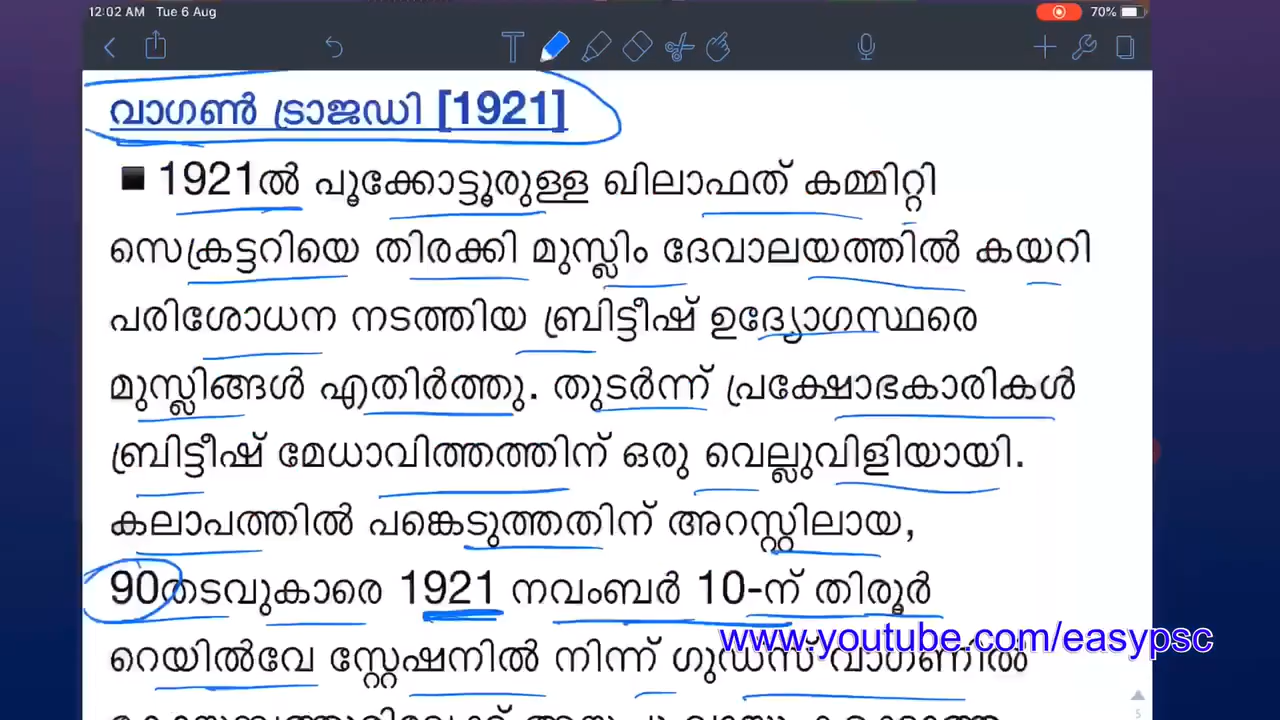 12:02 AM Tue 6 Aug 70%
വാഗൺ ട്രാജഡി [1921]
1921ൽ പൂക്കോട്ടൂരുള്ള ഖിലാഫത് കമ്മിറ്റി
സെക്രട്ടറിയെ തിരക്കി മുസ്ലിം ദേവാലയത്തിൽ കയറി
പരിശോധന നടത്തിയ ബ്രിട്ടീഷ് ഉദ്യോഗസ്ഥരെ
മുസ്ലിങ്ങൾ എതിർത്തു. തുടർന്ന് പ്രക്ഷോഭകാരികൾ
ബ്രിട്ടീഷ് മേധാവിത്തത്തിന് ഒരു വെല്ലുവിളിയായി.
കലാപത്തിൽ പങ്കെടുത്തതിന് അറസ്റ്റിലായ,
90തടവുകാരെ 1921 നവംബർ 10-ന് തിരൂർ
www.youtube.com/easypsc
റെയിൽവേ സ്റ്റേഷനിൽ നിന്ന് ഗുഡ്സ് വാഗണിൽ
5